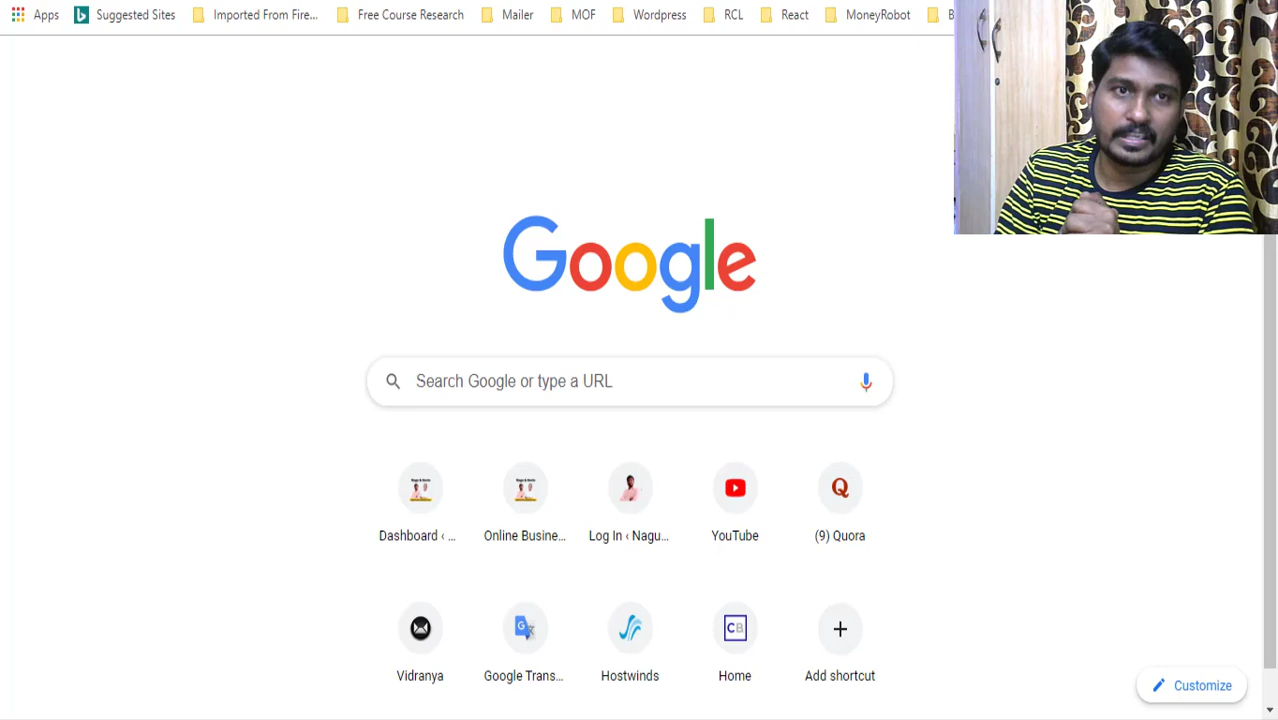 Apps Suggested Sites Imported From Fire... Free Course Research Mailer MOF Wordpress RCL React MoneyRobot B
Google
Search Google or type a URL
Dashboard ‹ ... Online Busine... Log In ‹ Nagu... YouTube (9) Quora
Vidranya Google Trans... Hostwinds Home Add shortcut
Customize